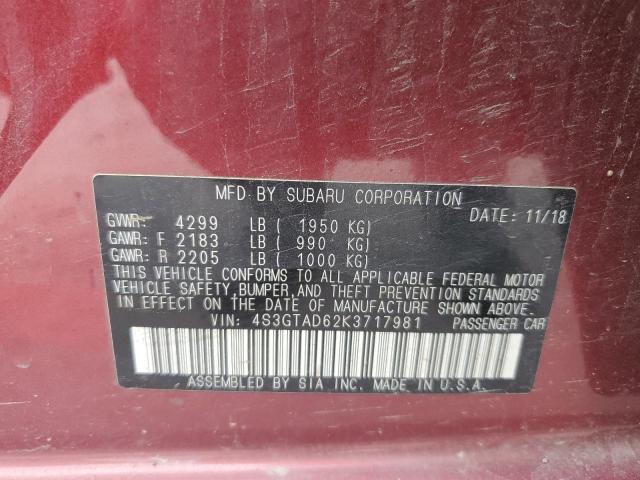 MFD BY SUBARU CORPORATION
DATE: 11/18
GVWR: 4299 LB ( 1950 KG)
GAWR: F 2183 LB ( 990 KG)
GAWR: R 2205 LB ( 1000 KG)
THIS VEHICLE CONFORMS TO ALL APPLICABLE FEDERAL MOTOR
VEHICLE SAFETY, BUMPER, AND THEFT PREVENTION STANDARDS
IN EFFECT ON THE DATE OF MANUFACTURE SHOWN ABOVE.
VIN: 4S3GTAD62K3717981 PASSENGER CAR
ASSEMBLED BY SIA INC. MADE IN U.S.A.